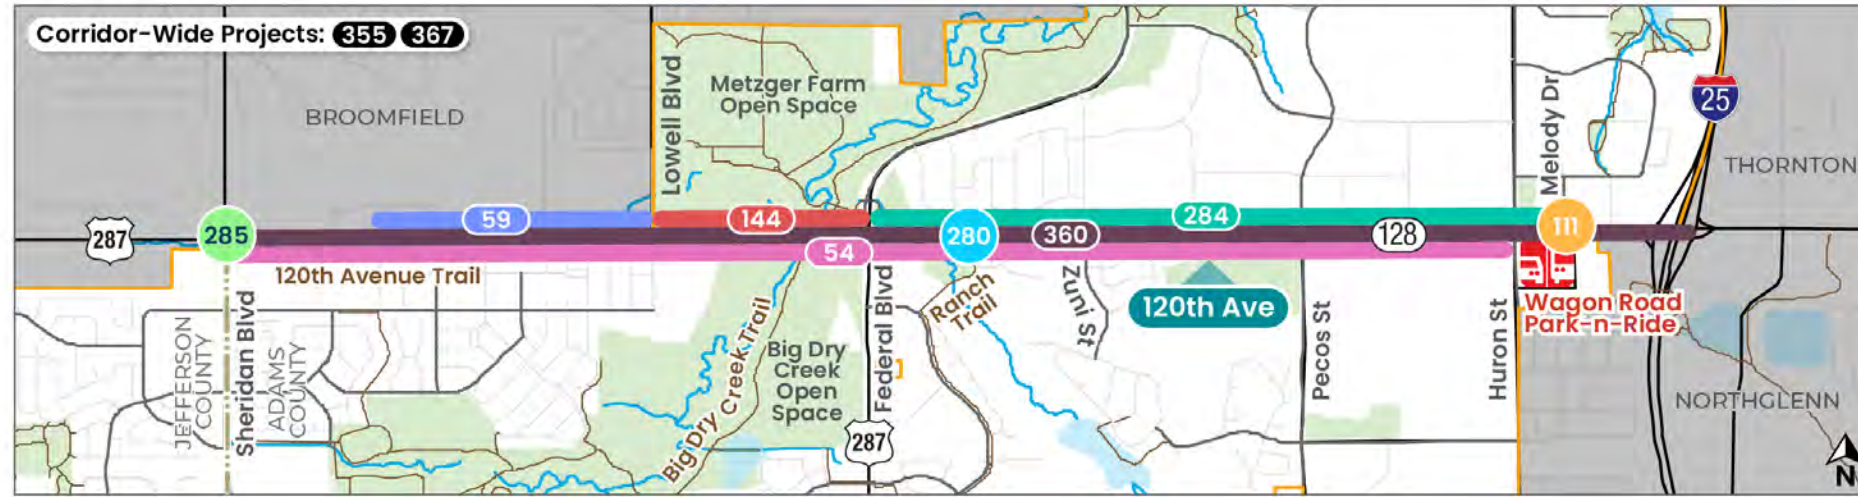 Corridor-Wide Projects: 355 367
BROOMFIELD
Lowell Blvd
Metzger Farm
Open Space
Melody Dr
25
THORNTON
287
285
59
144
54
280
360
284
128
111
120th Avenue Trail
JEFFERSON
COUNTY
Sheridan Blvd
ADAMS
COUNTY
Big Dry Creek Trail
Big Dry
Creek
Open
Space
Federal Blvd
287
Ranch
Trail
Zuni St
120th Ave
Pecos St
Huron St
Wagon Road
Park-n-Ride
NORTHGLENN
N